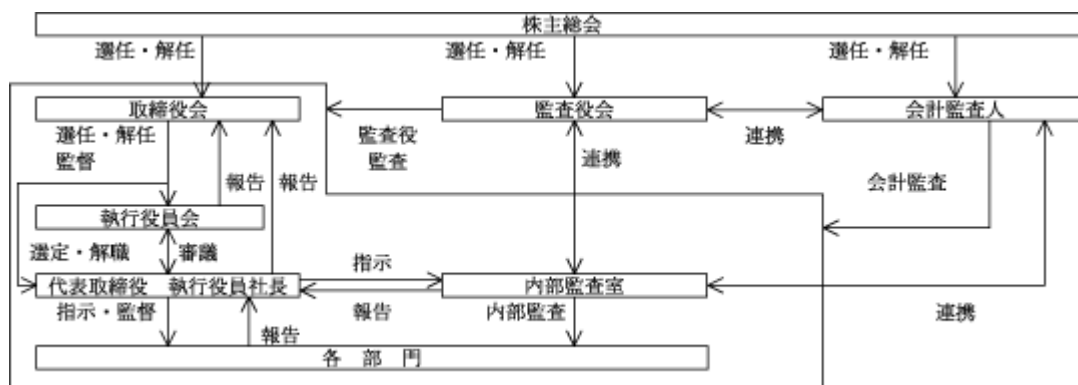 株主総会
選任・解任
選任・解任
選任・解任
取締役会
監査役会
会計監査人
選任・解任
監督
監査役
監査
連携
連携
報告
報告
会計監査
執行役員会
選定・解職
審議
指示
代表取締役 執行役員社長
内部監査室
指示・監督
報告
内部監査
連携
報告
各部門